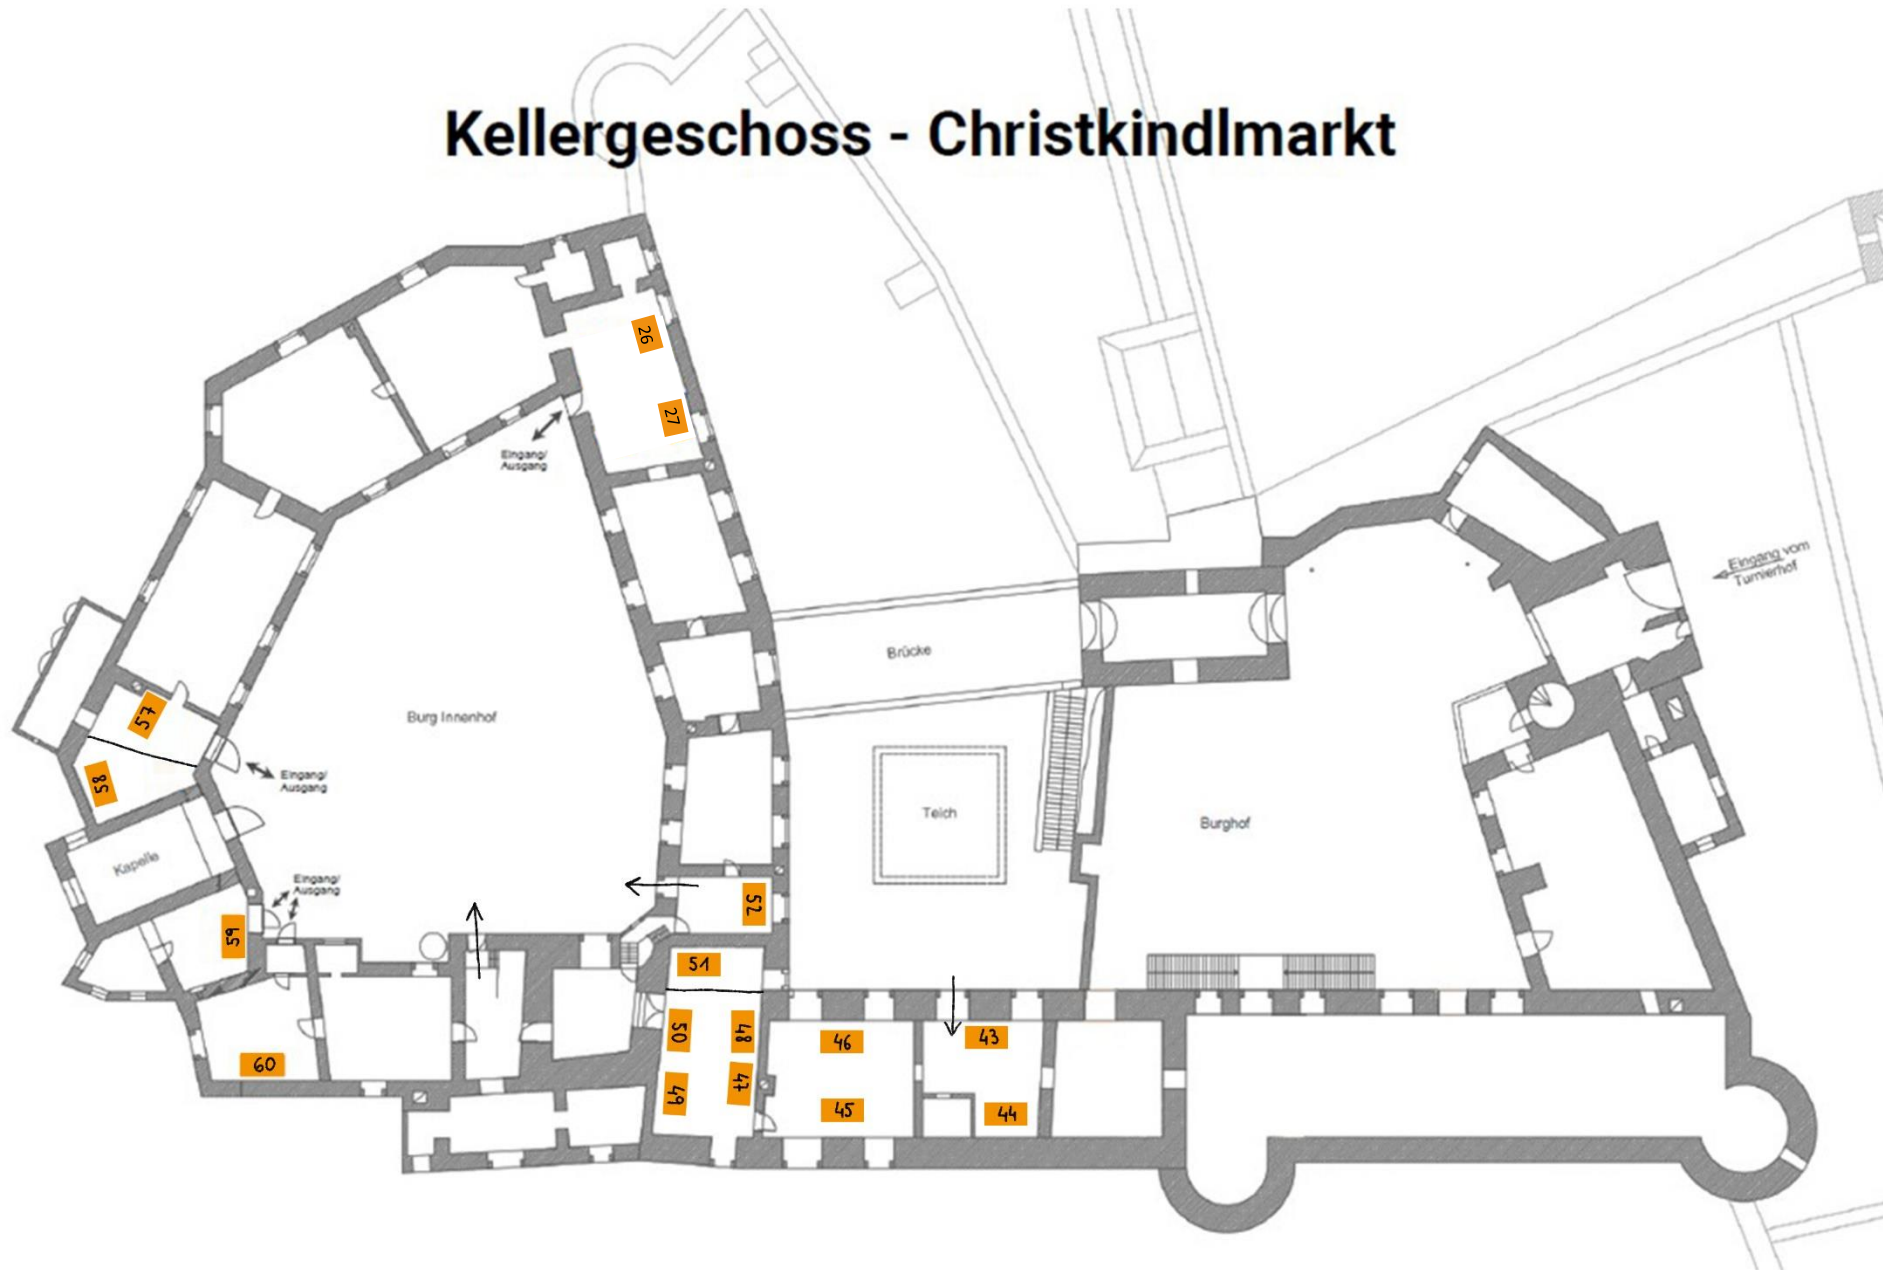 Kellergeschoss - Christkindlmarkt
26
27
Eingang/
Ausgang
Eingang vom
Turnierhof
Brücke
57
Burg Innenhof
58
Eingang/
Ausgang
Teich
Burghof
Kapelle
Eingang/
Ausgang
52
59
51
50
48
46
43
60
49
47
45
44